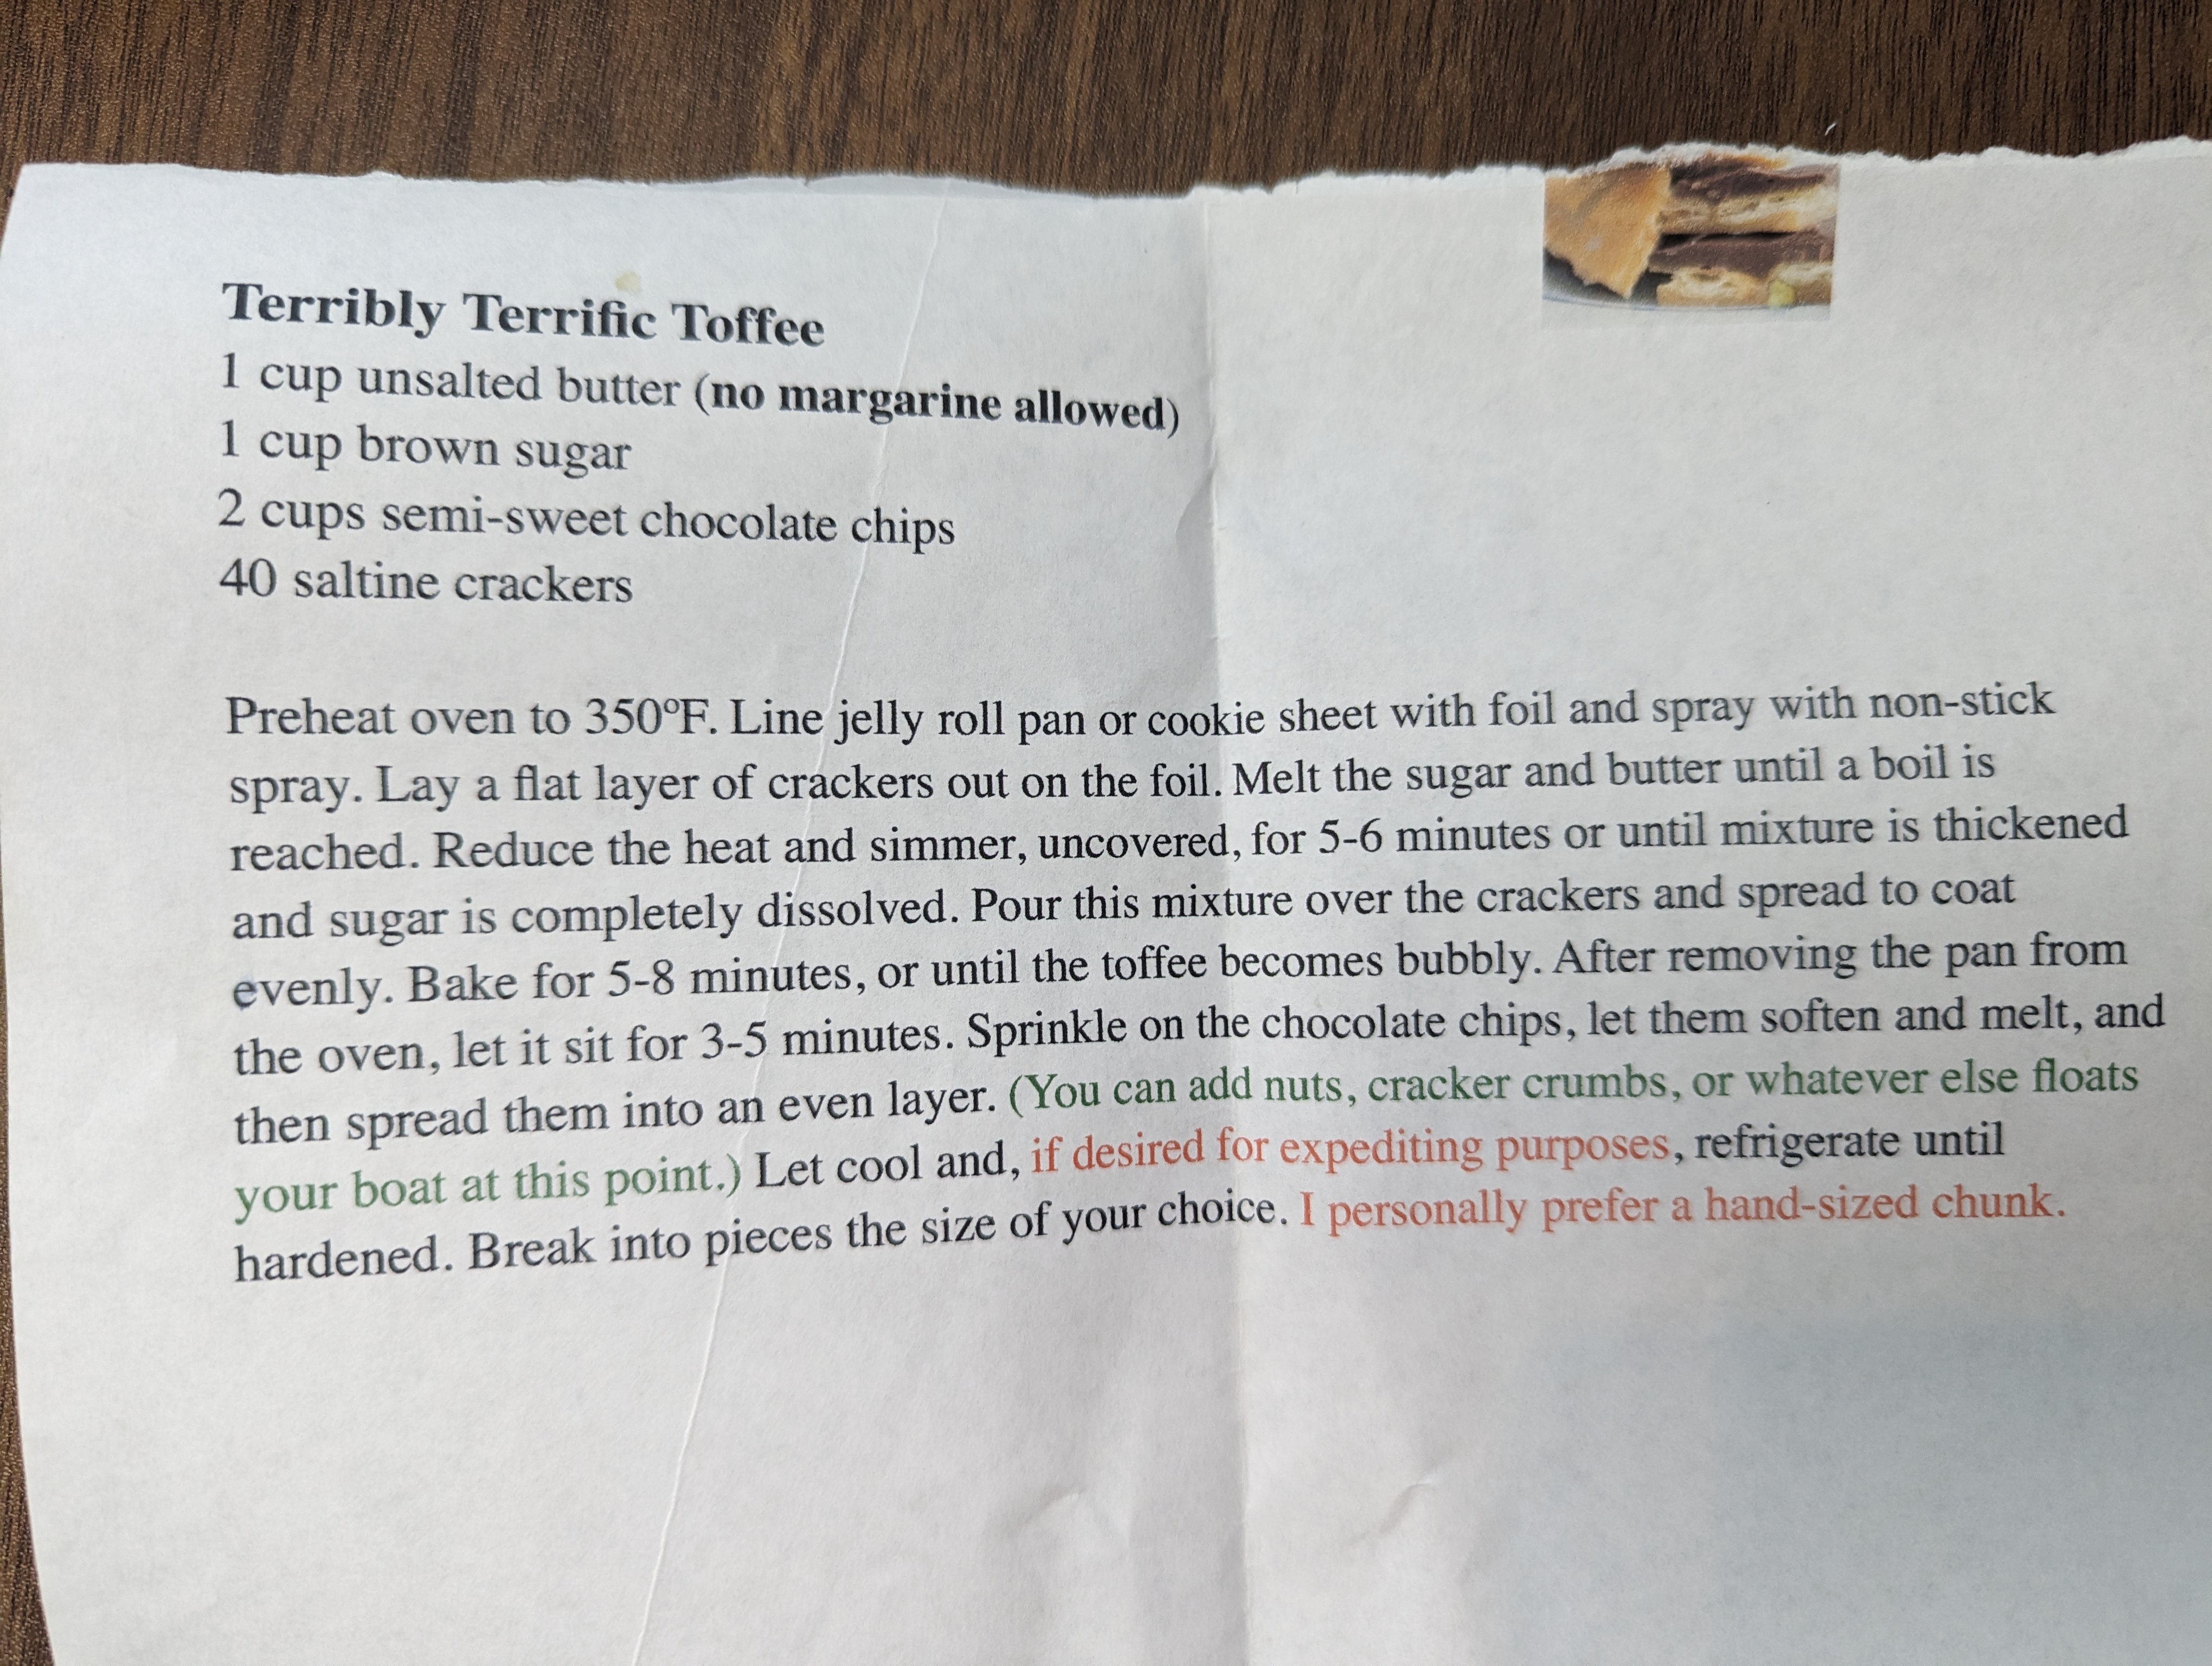 Terribly Terrific Toffee
1 cup unsalted butter (no margarine allowed)
1 cup brown sugar
2 cups semi-sweet chocolate chips
40 saltine crackers
Preheat oven to 350ºF. Line jelly roll pan or cookie sheet with foil and spray with non-stick
spray. Lay a flat layer of crackers out on the foil. Melt the sugar and butter until a boil is
reached. Reduce the heat and simmer, uncovered, for 5-6 minutes or until mixture is thickened
and sugar is completely dissolved. Pour this mixture over the crackers and spread to coat
evenly. Bake for 5-8 minutes, or until the toffee becomes bubbly. After removing the pan from
the oven, let it sit for 3-5 minutes. Sprinkle on the chocolate chips, let them soften and melt, and
then spread them into an even layer. (You can add nuts, cracker crumbs, or whatever else floats
your boat at this point.) Let cool and, if desired for expediting purposes, refrigerate until
hardened. Break into pieces the size of your choice. I personally prefer a hand-sized chunk.